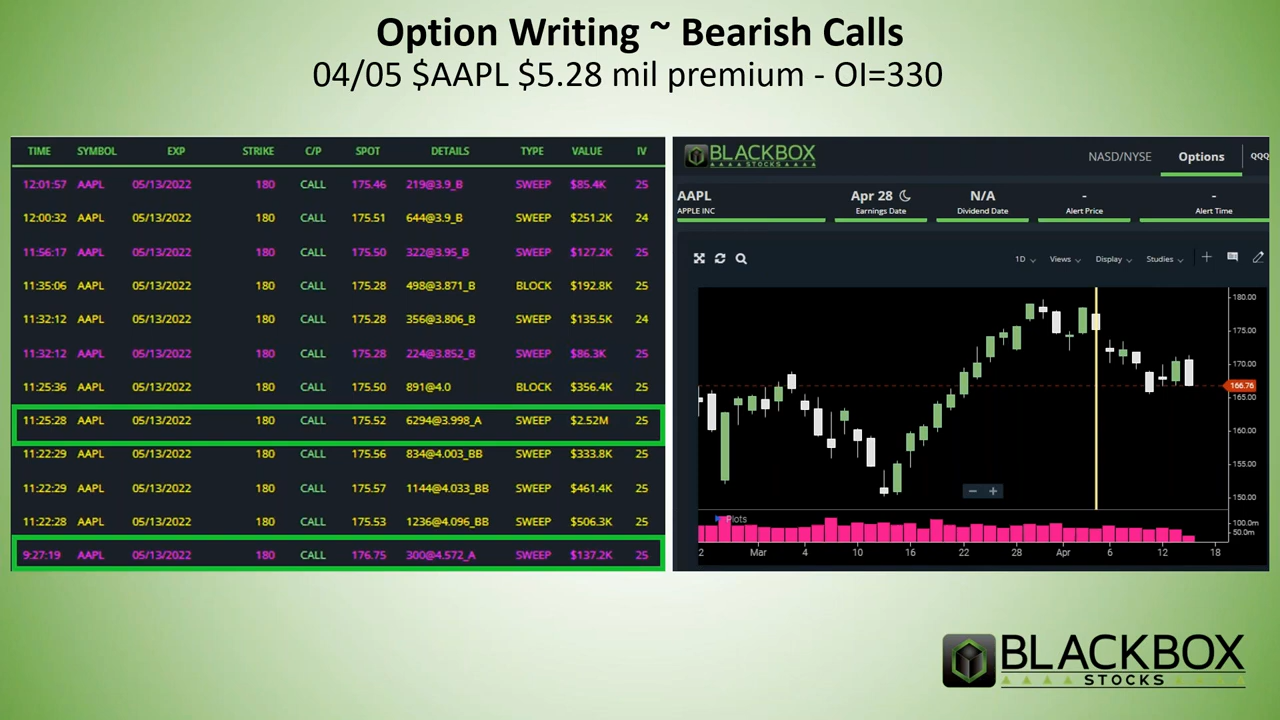 Option Writing ~ Bearish Calls
04/05 $AAPL $5.28 mil premium - OI=330
TIME SYMBOL EXP STRIKE C/P SPOT DETAILS TYPE VALUE IV
12:01:57 AAPL 05/13/2022 180 CALL 175.46 219@3.9_B SWEEP $85.4K 25
12:00:32 AAPL 05/13/2022 180 CALL 175.51 644@3.9_B SWEEP $251.2K 24
11:56:17 AAPL 05/13/2022 180 CALL 175.50 322@3.95_B SWEEP $127.2K 25
11:35:06 AAPL 05/13/2022 180 CALL 175.28 498@3.871_B BLOCK $192.8K 25
11:32:12 AAPL 05/13/2022 180 CALL 175.28 356@3.806_B SWEEP $135.5K 24
11:32:12 AAPL 05/13/2022 180 CALL 175.28 224@3.852_B SWEEP $86.3K 25
11:25:36 AAPL 05/13/2022 180 CALL 175.50 891@4.0 BLOCK $356.4K 25
11:25:28 AAPL 05/13/2022 180 CALL 175.52 6294@3.998_A SWEEP $2.52M 25
11:22:29 AAPL 05/13/2022 180 CALL 175.56 834@4.003_BB SWEEP $333.8K 25
11:22:29 AAPL 05/13/2022 180 CALL 175.57 1144@4.033_BB SWEEP $461.4K 25
11:22:28 AAPL 05/13/2022 180 CALL 175.53 1236@4.096_BB SWEEP $506.3K 25
9:27:19 AAPL 05/13/2022 180 CALL 176.75 300@4.572_A SWEEP $137.2K 25
BLACKBOX
STOCKS
NASD/NYSE Options QQQ
AAPL Apr 28 N/A - -
APPLE INC Earnings Date Dividend Date Alert Price Alert Time
1D Views Display Studies
180.00
175.00
170.00
166.76
165.00
160.00
155.00
150.00
Plots
100.0m
50.0m
2 Mar 4 10 16 22 28 Apr 6 12 18
BLACKBOX
STOCKS